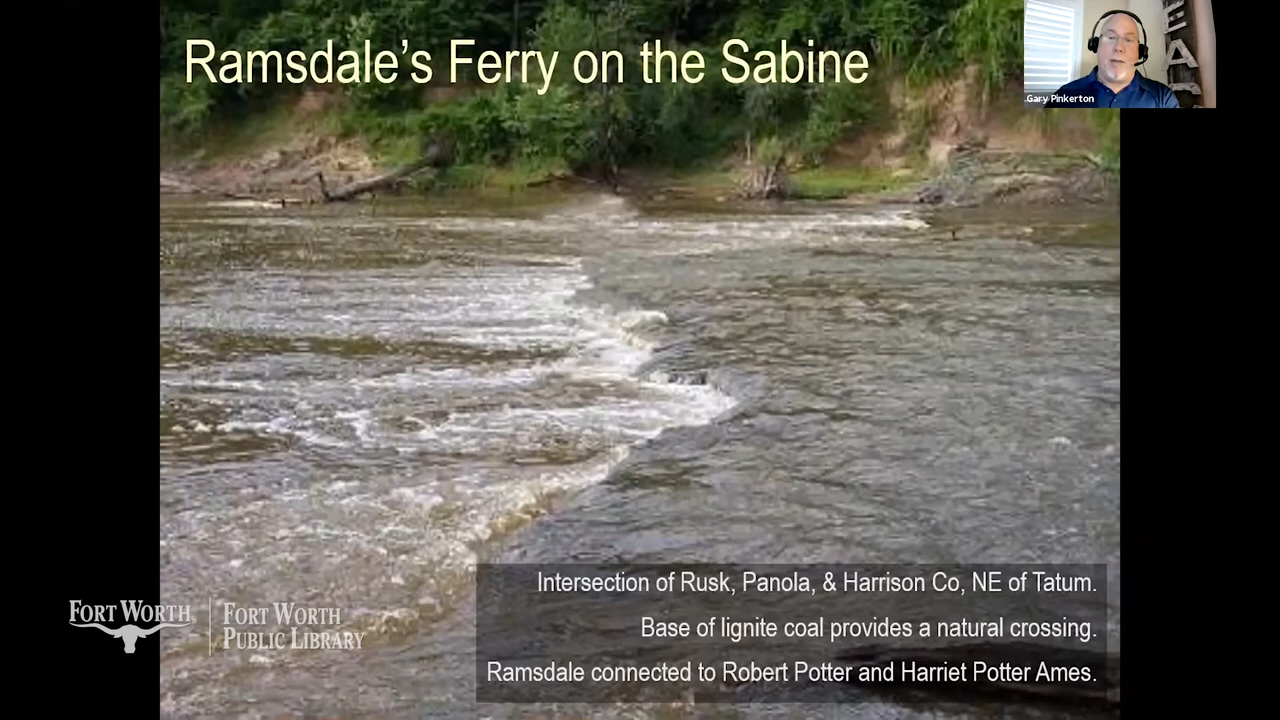 Ramsdale's Ferry on the Sabine
Gary Pinkerton
Intersection of Rusk, Panola, & Harrison Co, NE of Tatum.
Base of lignite coal provides a natural crossing.
Ramsdale connected to Robert Potter and Harriet Potter Ames.
FORT WORTH
FORT WORTH
PUBLIC LIBRARY